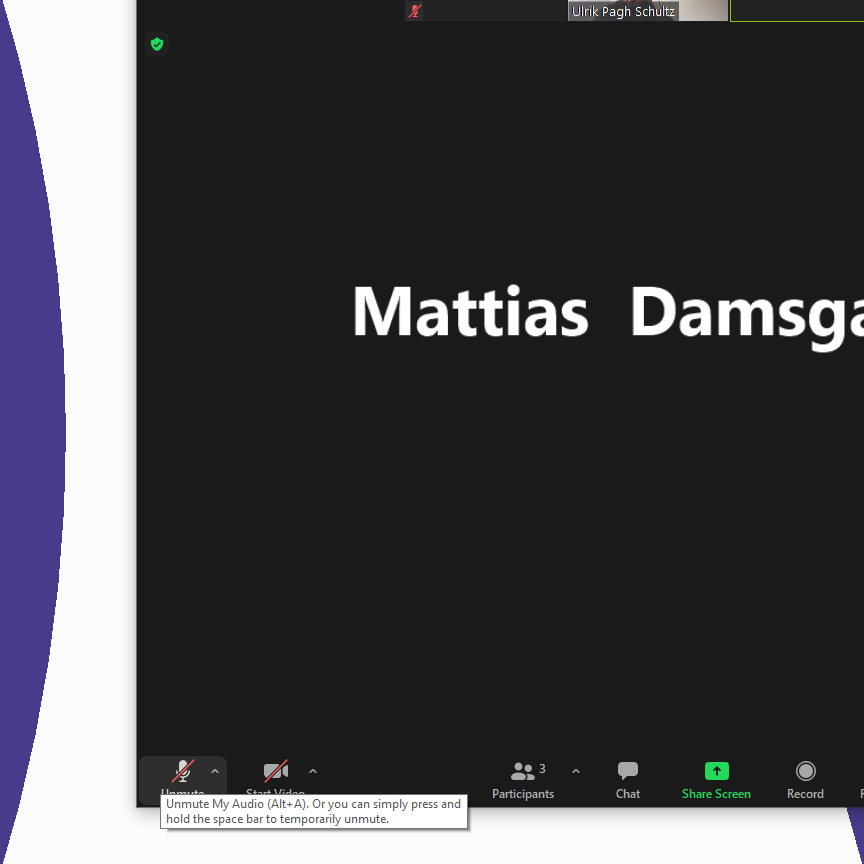 Ulrik Pagh Schultz
Mattias Damsga
3
Unmute
Start Video
Participants
Chat
Share Screen
Record
Unmute My Audio (Alt+A). Or you can simply press and
hold the space bar to temporarily unmute.